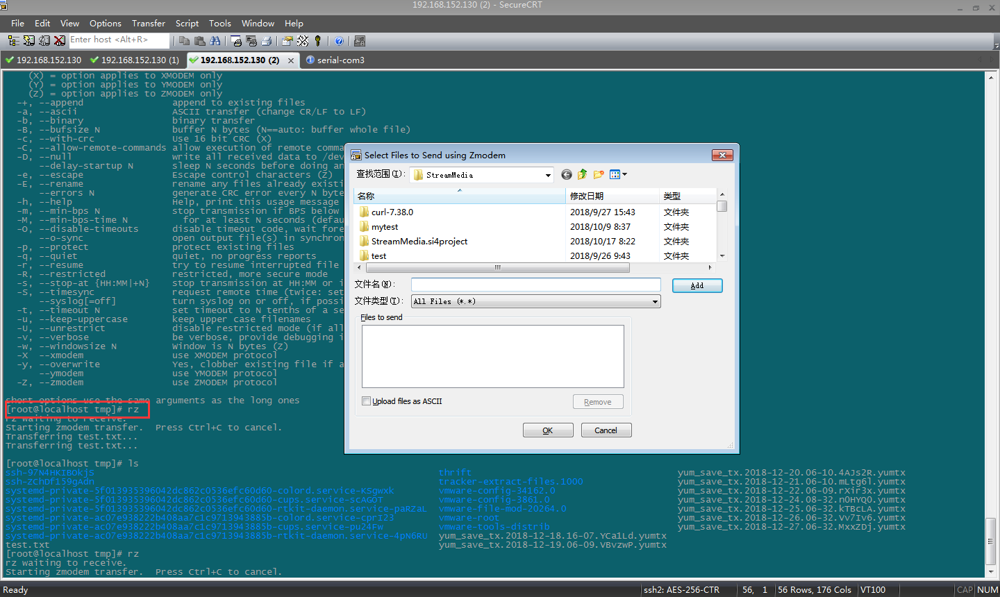 192.168.152.130 (2) - SecureCRT
File Edit View Options Transfer Script Tools Window Help
Enter host <Alt+R>
192.168.152.130 192.168.152.130 (1) 192.168.152.130 (2) serial-com3
(X) = option applies to XMODEM only
(Y) = option applies to YMODEM only
(Z) = option applies to ZMODEM only
-+, --append append to existing files
-a, --ascii ASCII transfer (change CR/LF to LF)
-b, --binary binary transfer
-B, --bufsize N buffer N bytes (N==auto: buffer whole file)
-c, --with-crc Use 16 bit CRC (X)
-C, --allow-remote-commands allow execution of remote comma
-D, --null write all received data to /dev
--delay-startup N sleep N seconds before doing an
-e, --escape Escape control characters (Z)
-E, --rename rename any files already existi
--errors N generate CRC error every N byte
-h, --help Help, print this usage message
-m, --min-bps N stop transmission if BPS below
-M, --min-bps-time N for at least N seconds (defau
-O, --disable-timeouts disable timeout code, wait fore
--o-sync open output file(s) in synchron
-p, --protect protect existing files
-q, --quiet quiet, no progress reports
-r, --resume try to resume interrupted file
-R, --restricted restricted, more secure mode
-s, --stop-at {HH:MM|+N} stop transmission at HH:MM or i
-S, --timesync request remote time (twice: set
--syslog[=off] turn syslog on or off, if possi
-t, --timeout N set timeout to N tenths of a se
-u, --keep-uppercase keep upper case filenames
-U, --unrestrict disable restricted mode (if all
-v, --verbose be verbose, provide debugging i
-w, --windowsize N Window is N bytes (Z)
-X --xmodem use XMODEM protocol
-y, --overwrite Yes, clobber existing file if a
--ymodem use YMODEM protocol
-Z, --zmodem use ZMODEM protocol
short options use the same arguments as the long ones
[root@localhost tmp]# rz
rz waiting to receive.
Starting zmodem transfer. Press Ctrl+C to cancel.
Transferring test.txt...
Transferring test.txt...
[root@localhost tmp]# ls
ssh-97N4HKIBOkjS thrift yum_save_tx.2018-12-20.06-10.4AJs2R.yumtx
ssh-ZChDf159gAdn tracker-extract-files.1000 yum_save_tx.2018-12-21.06-10.mLtg6l.yumtx
systemd-private-5f013935396042dc862c0536efc60d60-colord.service-KSgwxk vmware-config-34162.0 yum_save_tx.2018-12-22.06-09.rXir3x.yumtx
systemd-private-5f013935396042dc862c0536efc60d60-cups.service-scAGOT vmware-config-3861.0 yum_save_tx.2018-12-24.08-32.nOHYQO.yumtx
systemd-private-5f013935396042dc862c0536efc60d60-rtkit-daemon.service-paRZaL vmware-file-mod-20264.0 yum_save_tx.2018-12-25.06-32.kTBcLA.yumtx
systemd-private-ac07e938222b408aa7c1c9713943885b-colord.service-cprI23 vmware-root yum_save_tx.2018-12-26.06-32.Vv7Iv6.yumtx
systemd-private-ac07e938222b408aa7c1c9713943885b-cups.service-pu24Fw vmware-tools-distrib yum_save_tx.2018-12-27.06-32.MxxZDj.yumtx
systemd-private-ac07e938222b408aa7c1c9713943885b-rtkit-daemon.service-4pN6RU yum_save_tx.2018-12-18.16-07.YCa1Ld.yumtx
test.txt yum_save_tx.2018-12-19.06-09.VBvzwP.yumtx
[root@localhost tmp]# rz
rz waiting to receive.
Starting zmodem transfer. Press Ctrl+C to cancel.
Select Files to Send using Zmodem
查找范围(I): StreamMedia
名称 修改日期 类型
curl-7.38.0 2018/9/27 15:43 文件夹
mytest 2018/10/9 8:37 文件夹
StreamMedia.si4project 2018/10/17 8:22 文件夹
test 2018/9/26 9:43 文件夹
文件名(N): Add
文件类型(T): All Files (*.*)
Files to send
Upload files as ASCII Remove
OK Cancel
Ready ssh2: AES-256-CTR 56, 1 56 Rows, 176 Cols VT100 CAP NUM